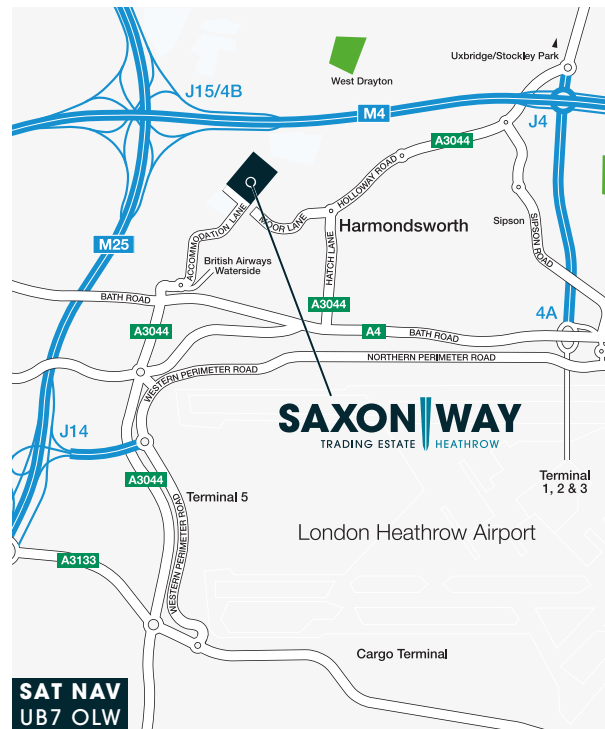 Uxbridge/Stockley Park
West Drayton
J15/4B
M4
J4
A3044
HOLLOWAY ROAD
MOOR LANE
ACCOMMODATION LANE
Harmondsworth
Sipson
SIPSON ROAD
M25
British Airways
Waterside
HATCH LANE
BATH ROAD
A3044
4A
A3044
A4
BATH ROAD
NORTHERN PERIMETER ROAD
WESTERN PERIMETER ROAD
SAXON WAY
TRADING ESTATE HEATHROW
J14
A3044
Terminal 5
Terminal
1, 2 & 3
WESTERN PERIMETER ROAD
London Heathrow Airport
A3133
Cargo Terminal
SAT NAV
UB7 OLW